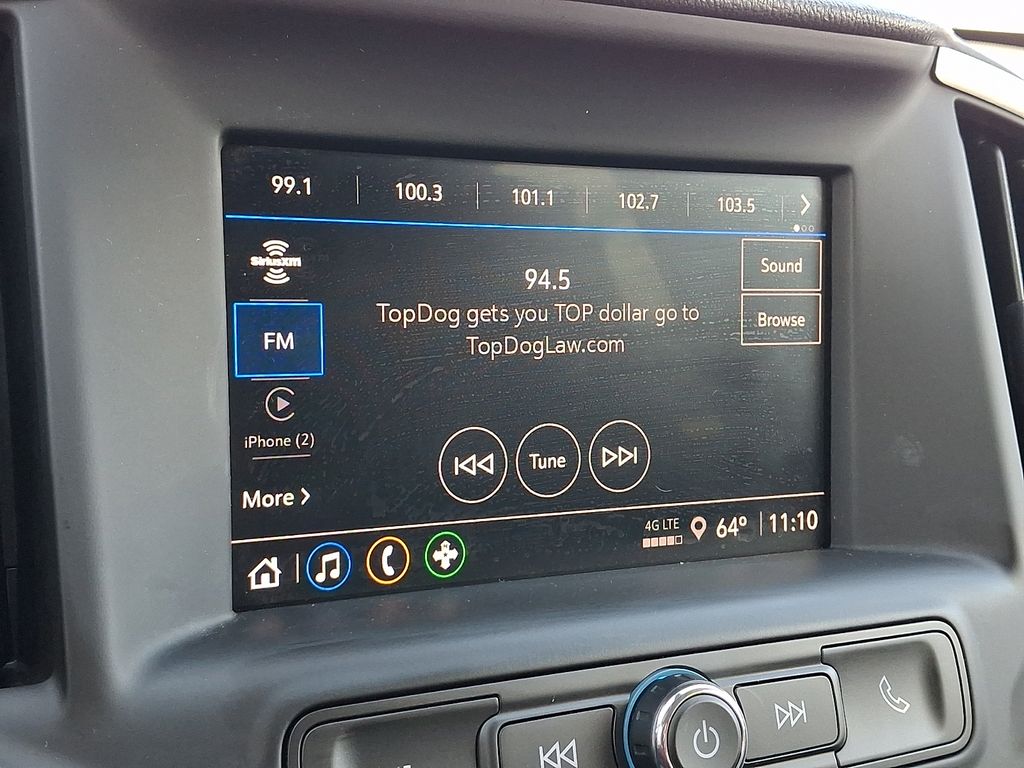 99.1 100.3 101.1 102.7 103.5
SiriusXM
Sound
94.5
FM
TopDog gets you TOP dollar go to
TopDogLaw.com
Browse
iPhone (2)
Tune
More
4G LTE
64°
11:10